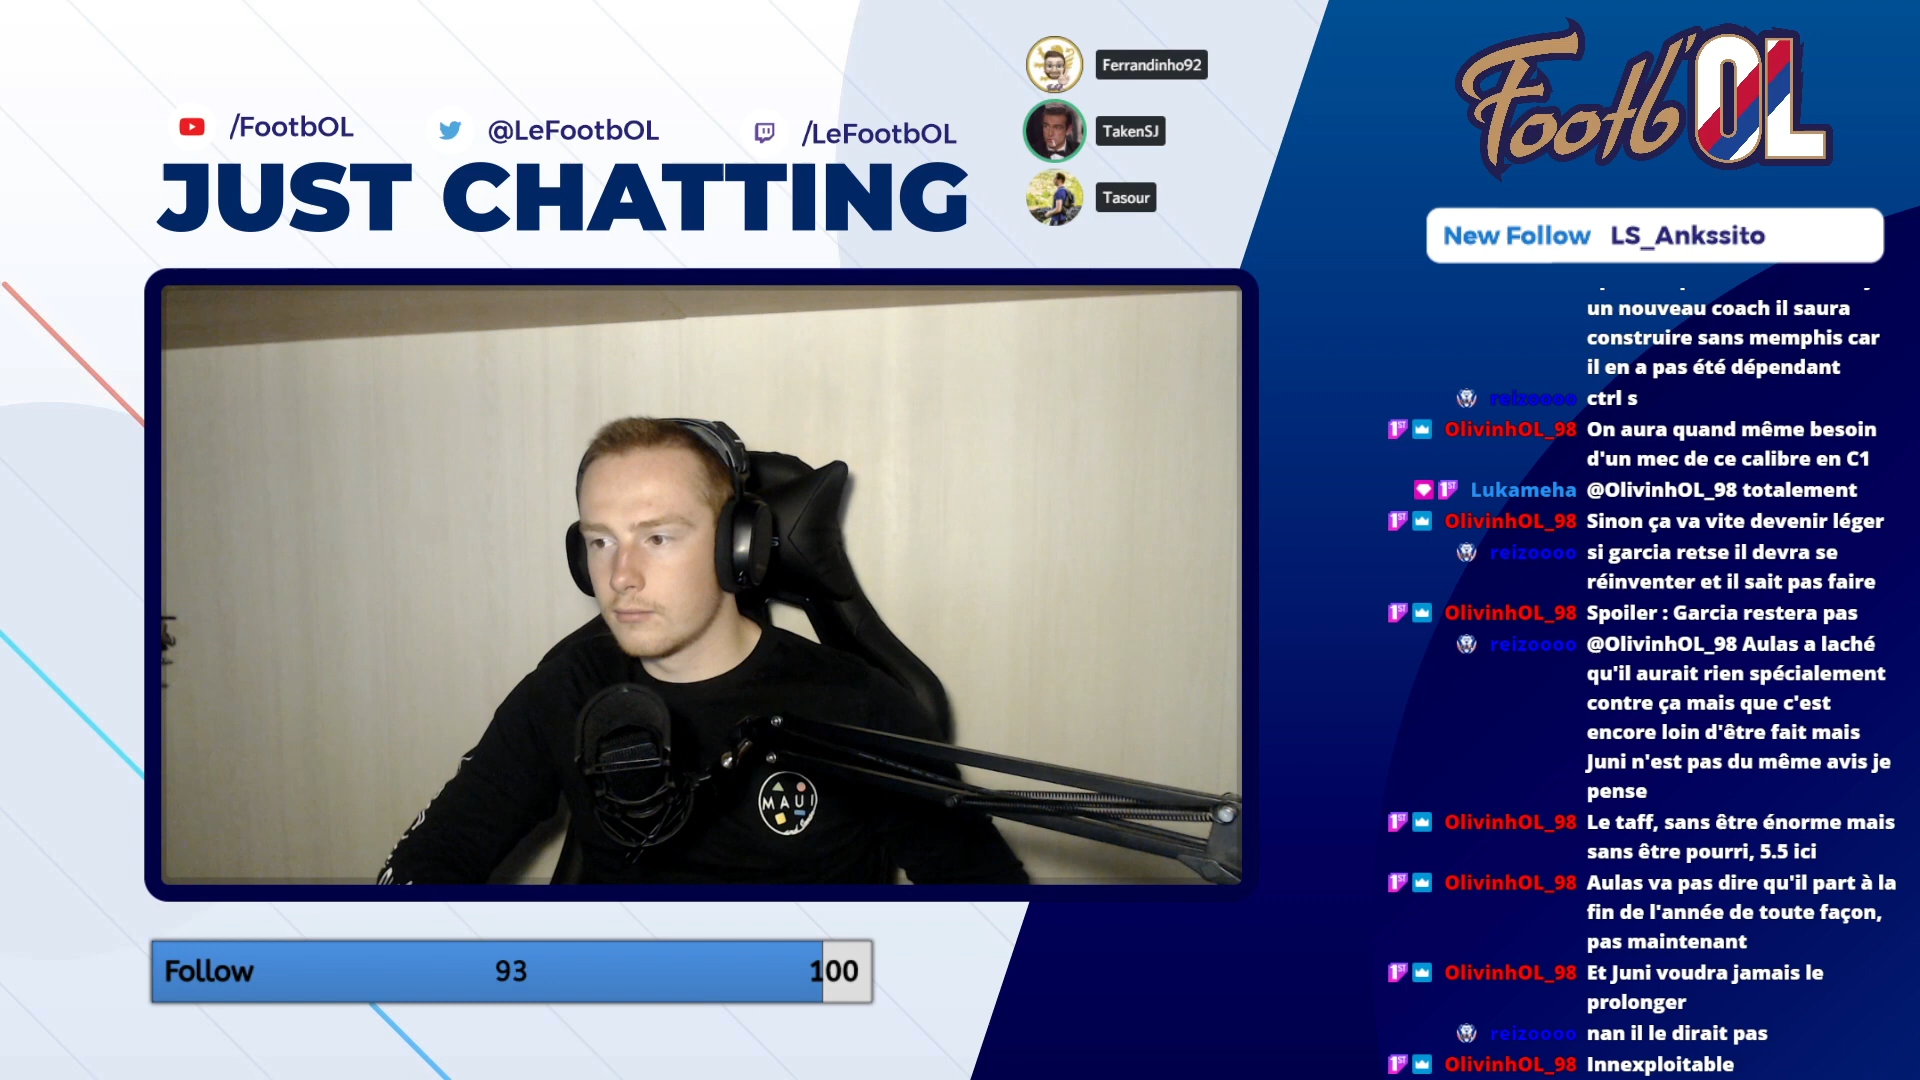 /FootbOL
@LeFootbOL
/LeFootbOL
JUST CHATTING
Ferrandinho92
TakenSJ
Tasour
Footb'OL
New Follow LS_Ankssito
un nouveau coach il saura
construire sans memphis car
il en a pas été dépendant
reizoooo ctrl s
OlivinhOL_98 On aura quand même besoin
d'un mec de ce calibre en C1
Lukameha @OlivinhOL_98 totalement
OlivinhOL_98 Sinon ça va vite devenir léger
reizoooo si garcia retse il devra se
réinventer et il sait pas faire
OlivinhOL_98 Spoiler : Garcia restera pas
reizoooo @OlivinhOL_98 Aulas a laché
qu'il aurait rien spécialement
contre ça mais que c'est
encore loin d'être fait mais
Juni n'est pas du même avis je
pense
OlivinhOL_98 Le taff, sans être énorme mais
sans être pourri, 5.5 ici
OlivinhOL_98 Aulas va pas dire qu'il part à la
fin de l'année de toute façon,
pas maintenant
OlivinhOL_98 Et Juni voudra jamais le
prolonger
reizoooo nan il le dirait pas
OlivinhOL_98 Innexploitable
MAUI
Follow 93 100